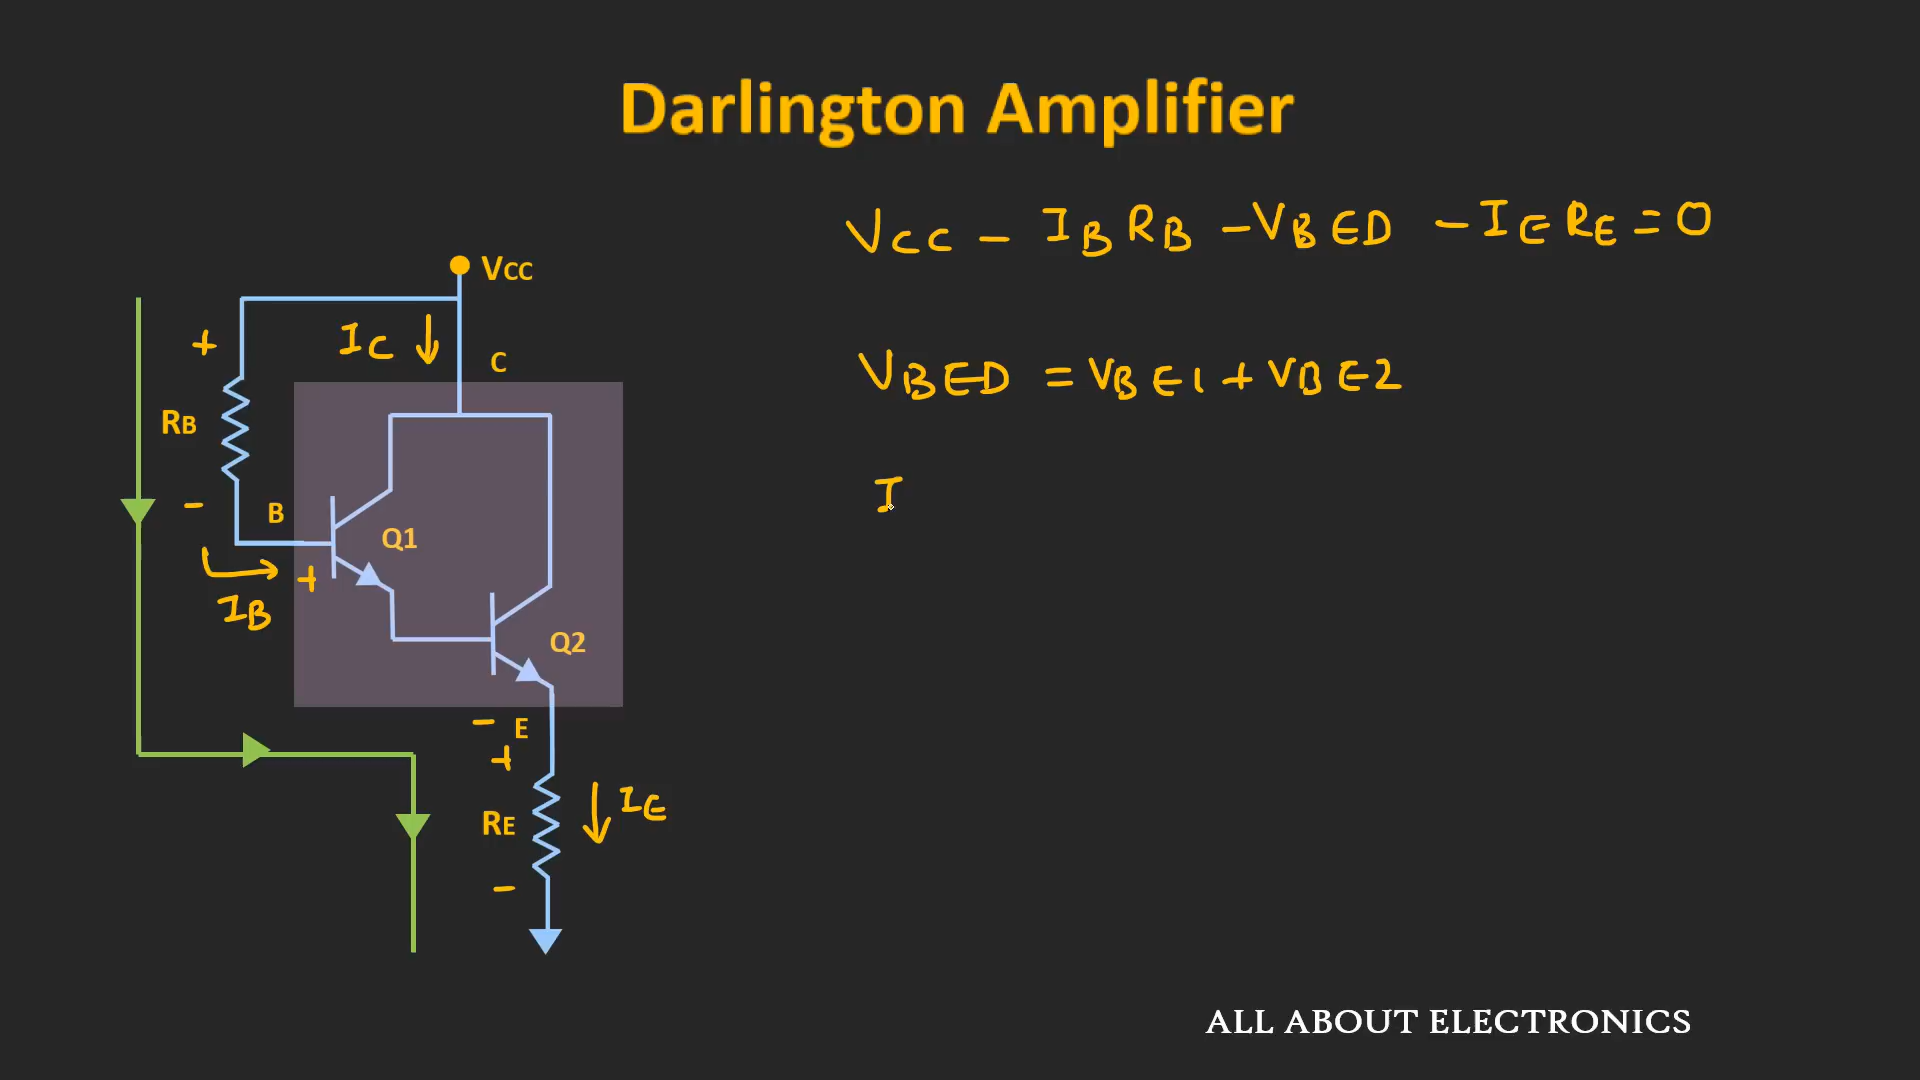 Darlington Amplifier
VCC - IB RB - VBED - IE RE = 0
VCC
+
IC
C
VBED = VBE1 + VBE2
RB
I
-
B
Q1
+
IB
Q2
-
E
+
IE
RE
-
ALL ABOUT ELECTRONICS